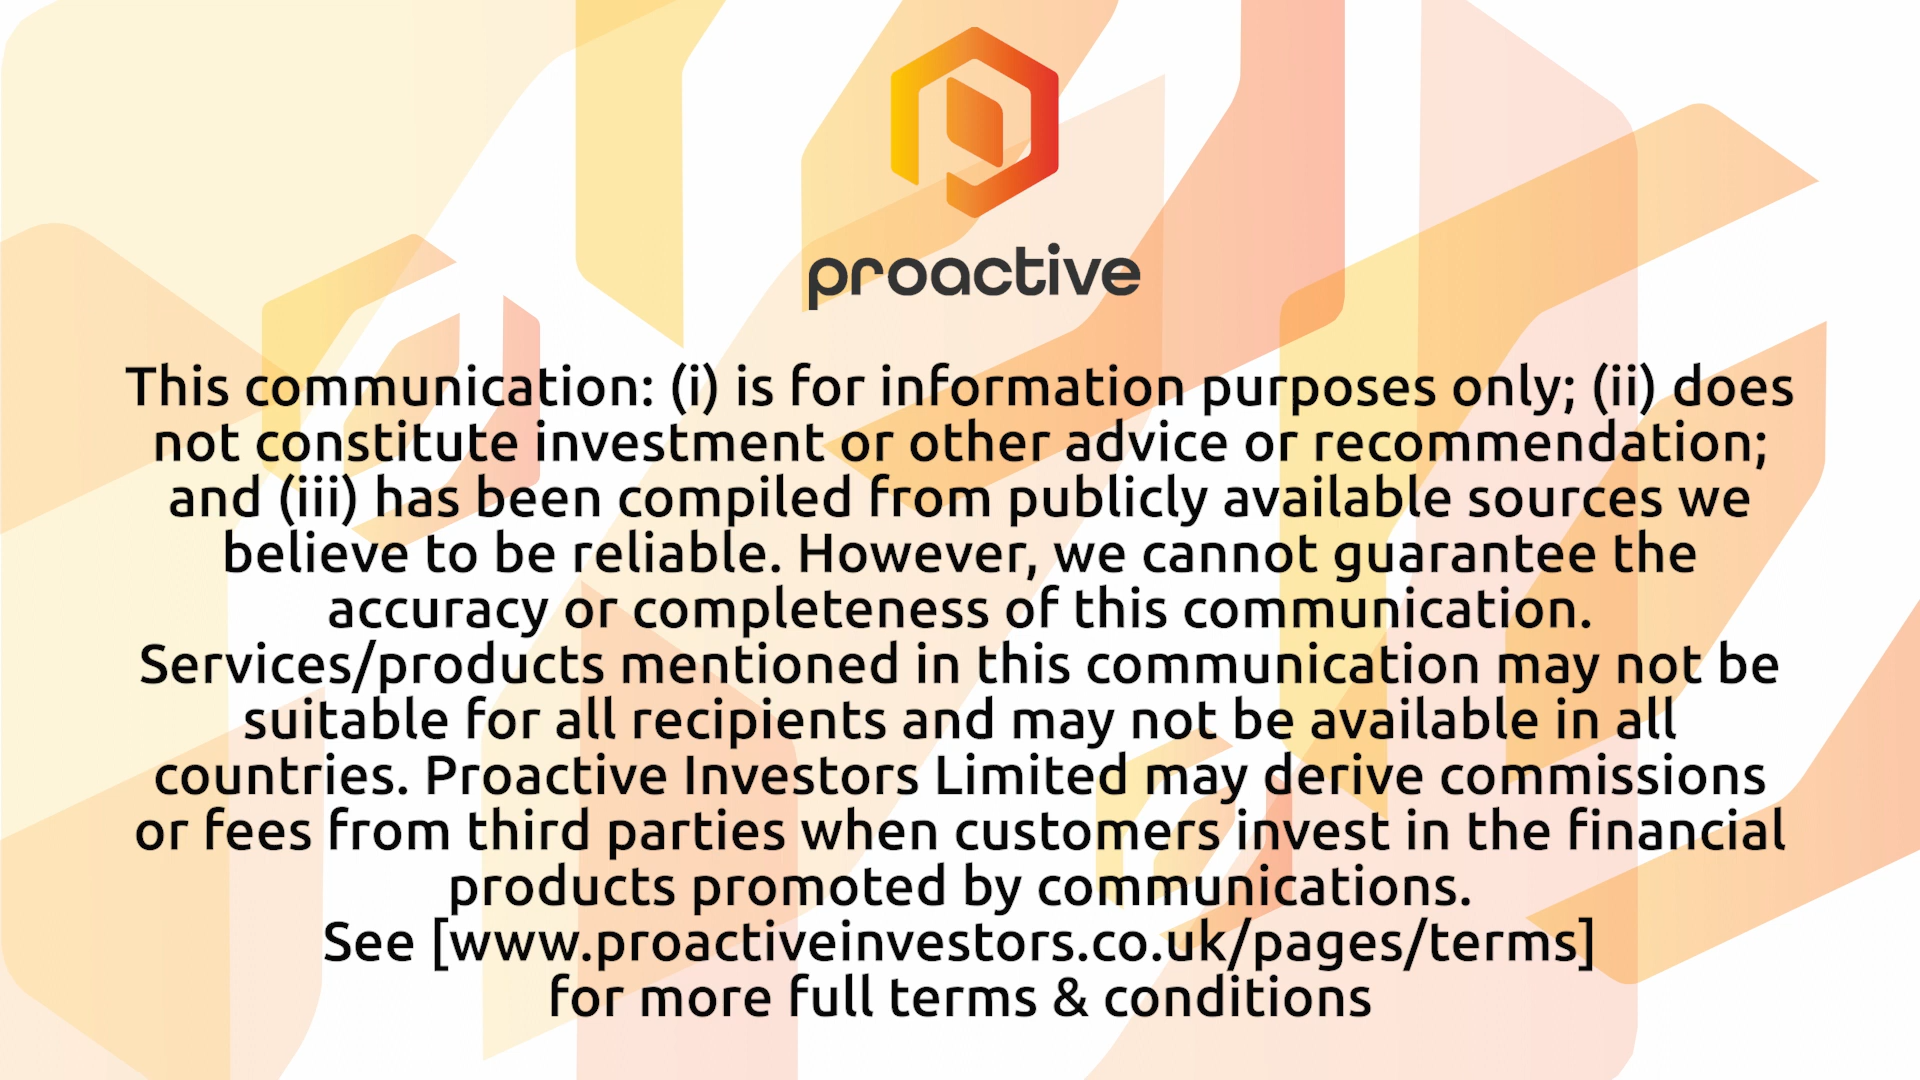 proactive
This communication: (i) is for information purposes only; (ii) does
not constitute investment or other advice or recommendation;
and (iii) has been compiled from publicly available sources we
believe to be reliable. However, we cannot guarantee the
accuracy or completeness of this communication.
Services/products mentioned in this communication may not be
suitable for all recipients and may not be available in all
countries. Proactive Investors Limited may derive commissions
or fees from third parties when customers invest in the financial
products promoted by communications.
See [www.proactiveinvestors.co.uk/pages/terms]
for more full terms & conditions